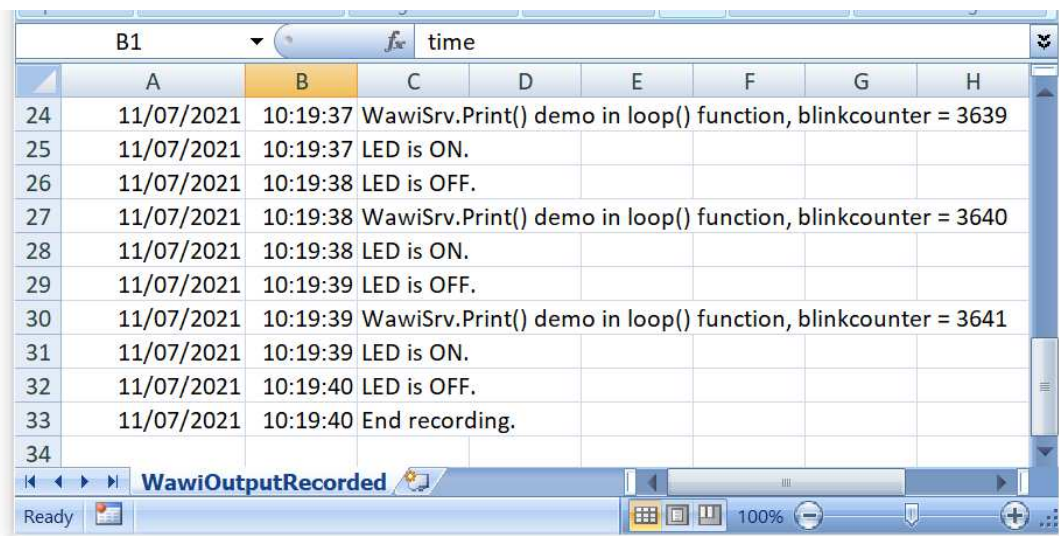 B1 fx time
A B C D E F G H
24 11/07/2021 10:19:37 WawiSrv.Print() demo in loop() function, blinkcounter = 3639
25 11/07/2021 10:19:37 LED is ON.
26 11/07/2021 10:19:38 LED is OFF.
27 11/07/2021 10:19:38 WawiSrv.Print() demo in loop() function, blinkcounter = 3640
28 11/07/2021 10:19:38 LED is ON.
29 11/07/2021 10:19:39 LED is OFF.
30 11/07/2021 10:19:39 WawiSrv.Print() demo in loop() function, blinkcounter = 3641
31 11/07/2021 10:19:39 LED is ON.
32 11/07/2021 10:19:40 LED is OFF.
33 11/07/2021 10:19:40 End recording.
34
WawiOutputRecorded
Ready 100%